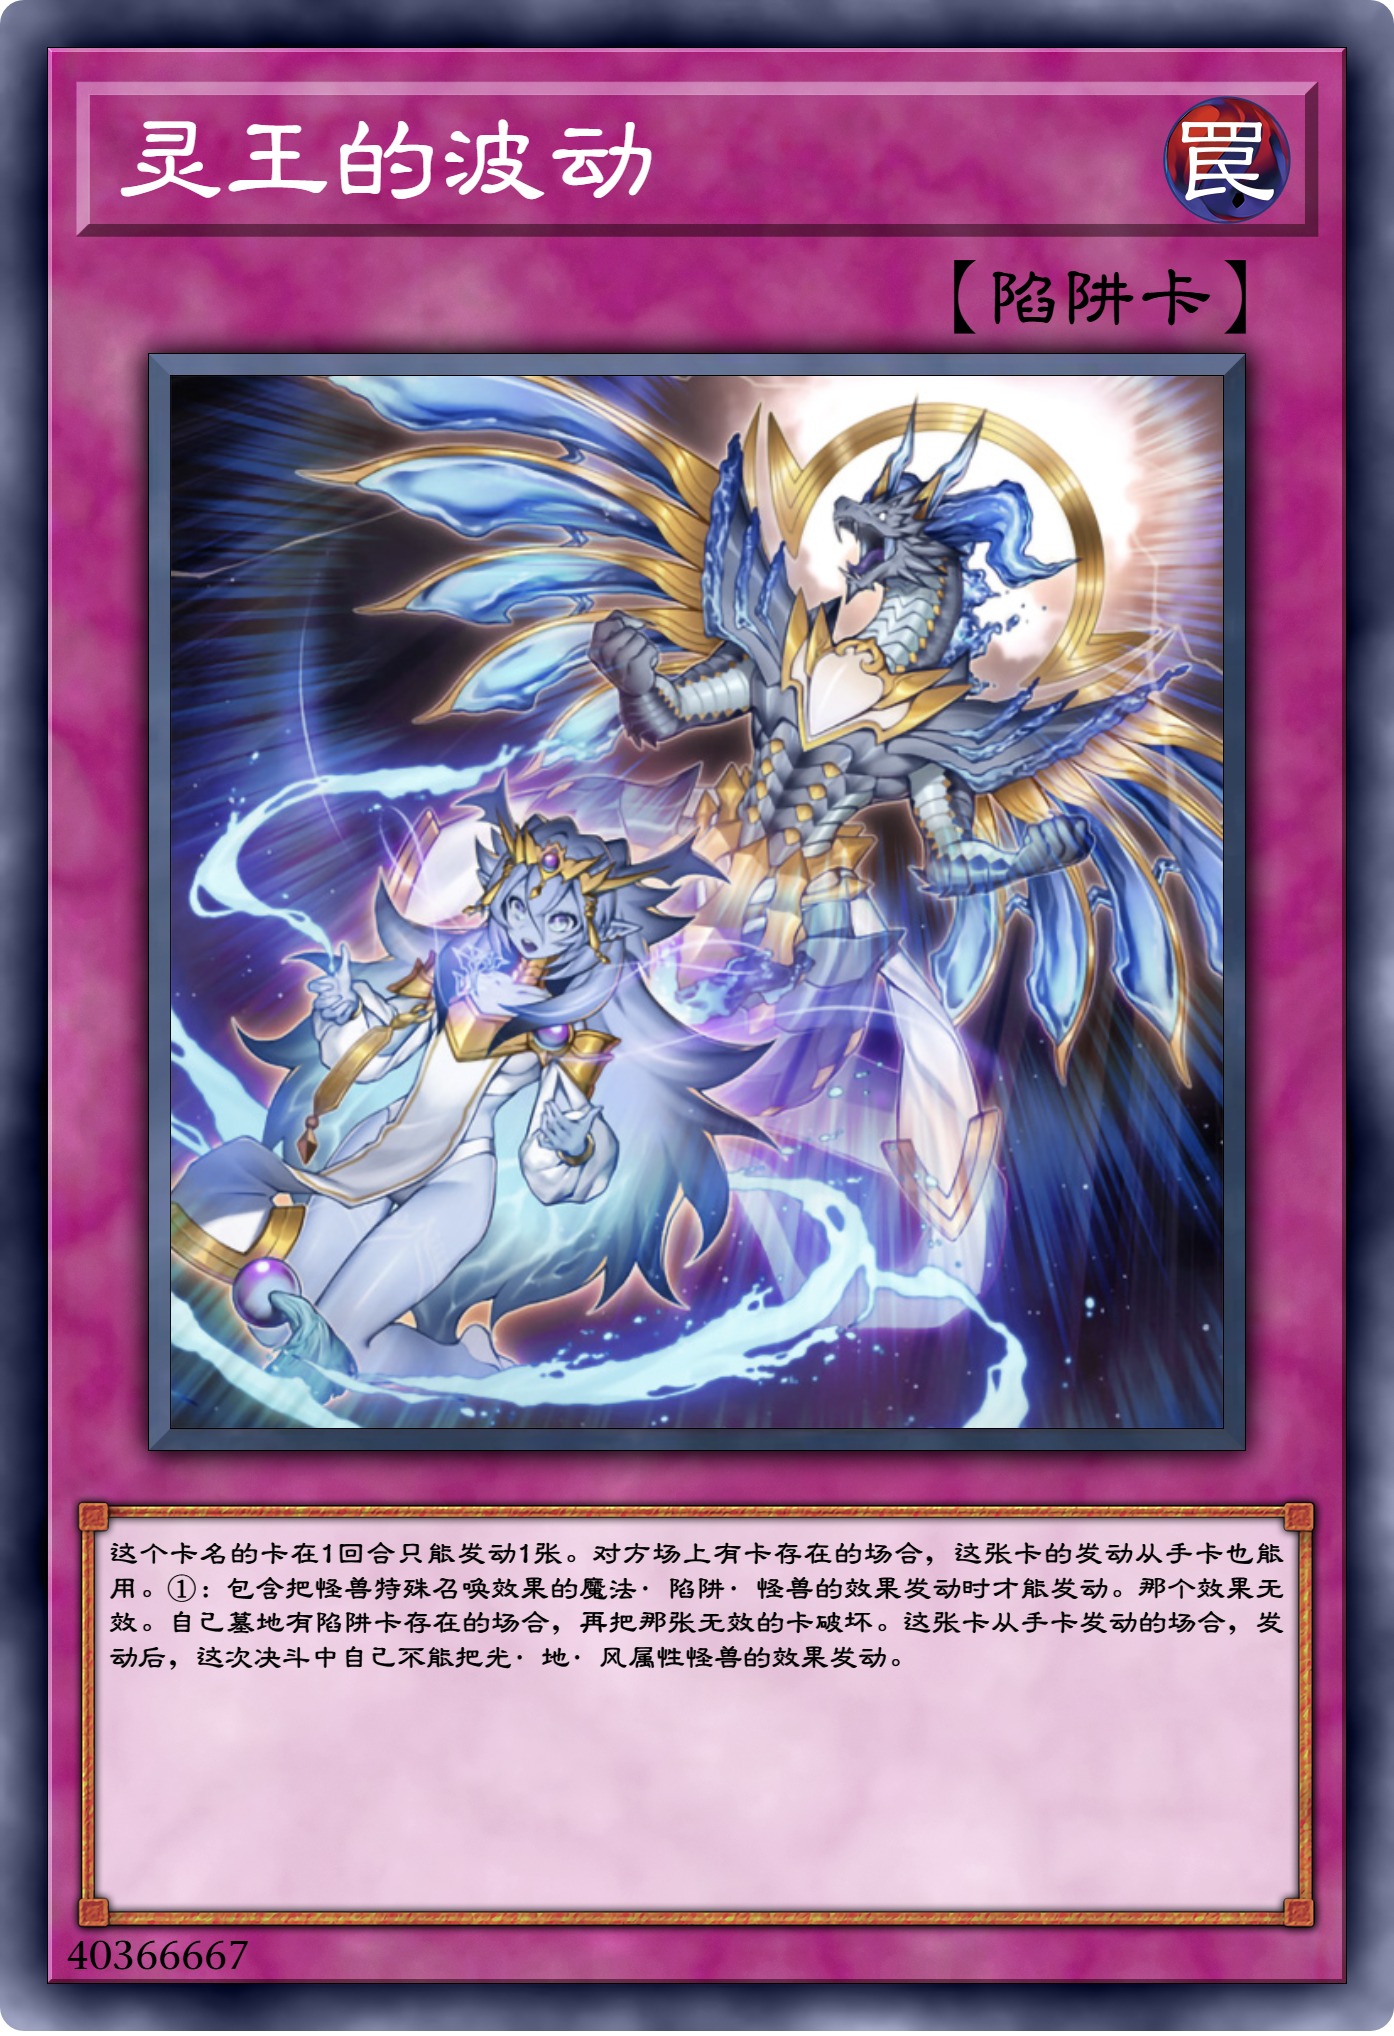 灵王的波动
罠
【陷阱卡】
这个卡名的卡在1回合只能发动1张。对方场上有卡存在的场合，这张卡的发动从手卡也能
用。①：包含把怪兽特殊召唤效果的魔法·陷阱·怪兽的效果发动时才能发动。那个效果无
效。自己墓地有陷阱卡存在的场合，再把那张无效的卡破坏。这张卡从手卡发动的场合，发
动后，这次决斗中自己不能把光·地·风属性怪兽的效果发动。
40366667